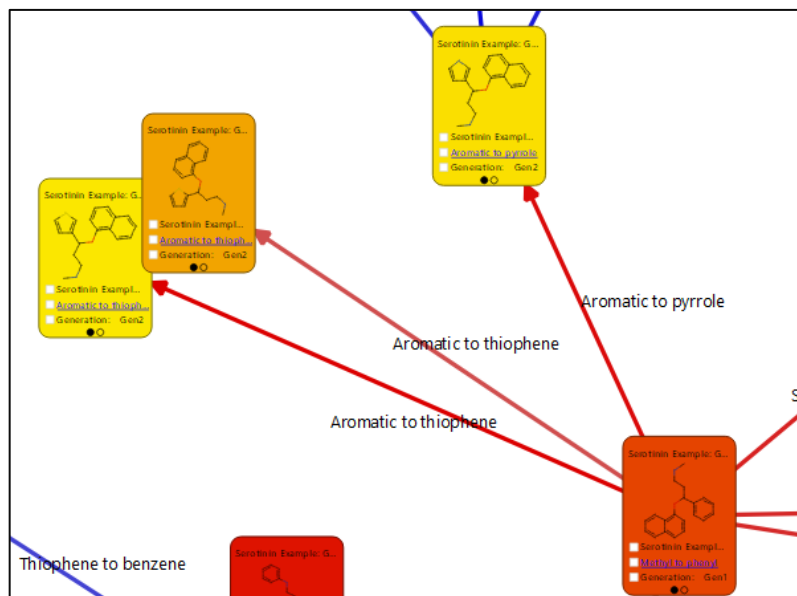 Serotinin Example: G...
Serotinin Exampl...
Aromatic to pyrrole
Generation: Gen2
Serotinin Example: G...
Serotinin Exampl...
Aromatic to thioph...
Generation: Gen2
Serotinin Example: G...
Serotinin Exampl...
Aromatic to thioph...
Generation: Gen2
Aromatic to pyrrole
Aromatic to thiophene
Aromatic to thiophene
S
Serotinin Example: G...
Serotinin Exampl...
Methyl to phenyl
Generation: Gen1
Serotinin Example: G...
Thiophene to benzene